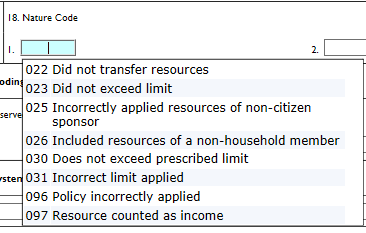 18. Nature Code
1.
2.
022 Did not transfer resources
oding
023 Did not exceed limit
025 Incorrectly applied resources of non-citizen
serve
sponsor
026 Included resources of a non-household member
030 Does not exceed prescribed limit
031 Incorrect limit applied
ysten
096 Policy incorrectly applied
097 Resource counted as income